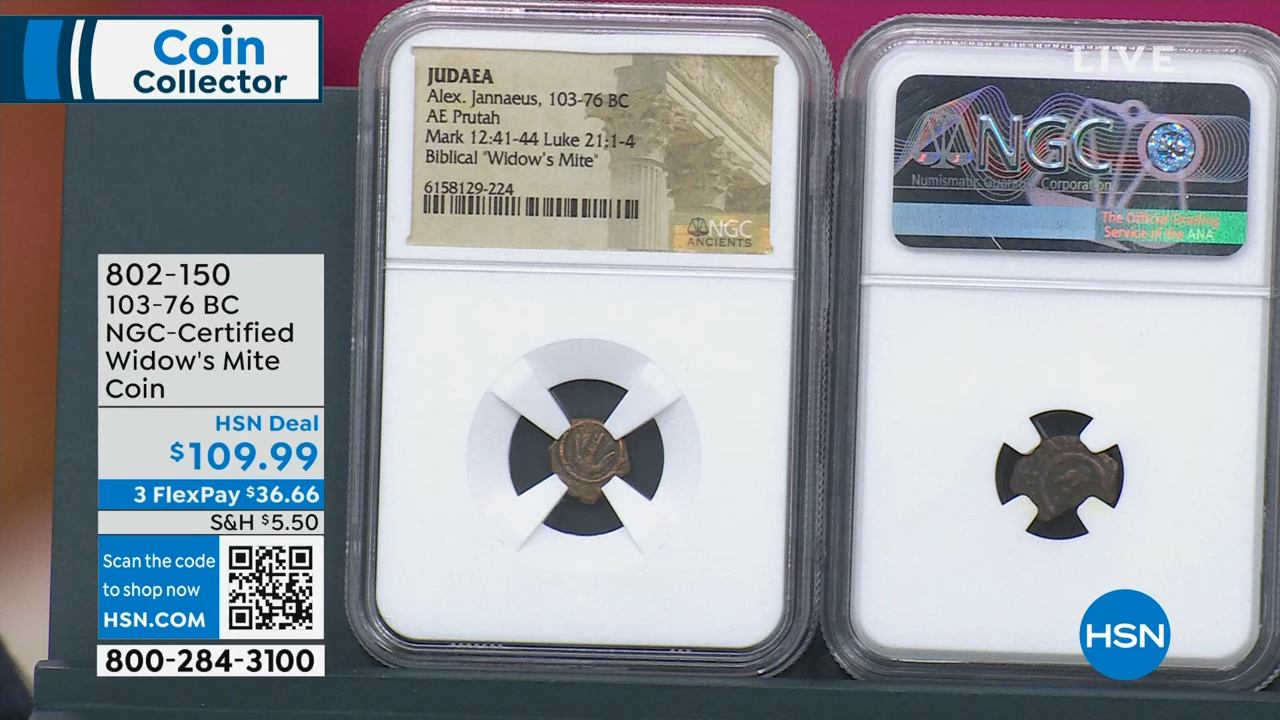 Coin
Collector
LIVE
JUDAEA
Alex. Jannaeus, 103-76 BC
AE Prutah
Mark 12:41-44 Luke 21:1-4
Biblical "Widow's Mite"
6158129-224
NGC
ANCIENTS
NGC
Numismatic Guaranty Corporation
The Official Grading
Service of the ANA
802-150
103-76 BC
NGC-Certified
Widow's Mite
Coin
HSN Deal
$109.99
3 FlexPay $36.66
S&H $5.50
Scan the code
to shop now
HSN.COM
800-284-3100
HSN